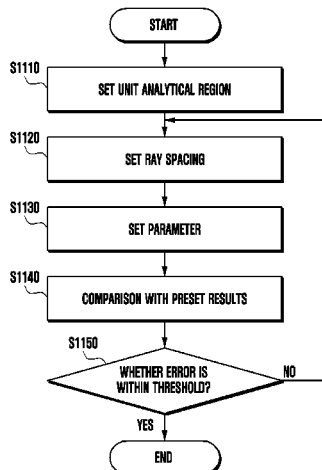 START
S1110
SET UNIT ANALYTICAL REGION
S1120
SET RAY SPACING
S1130
SET PARAMETER
S1140
COMPARISON WITH PRESET RESULTS
S1150
WHETHER ERROR IS
WITHIN THRESHOLD?
NO
YES
END